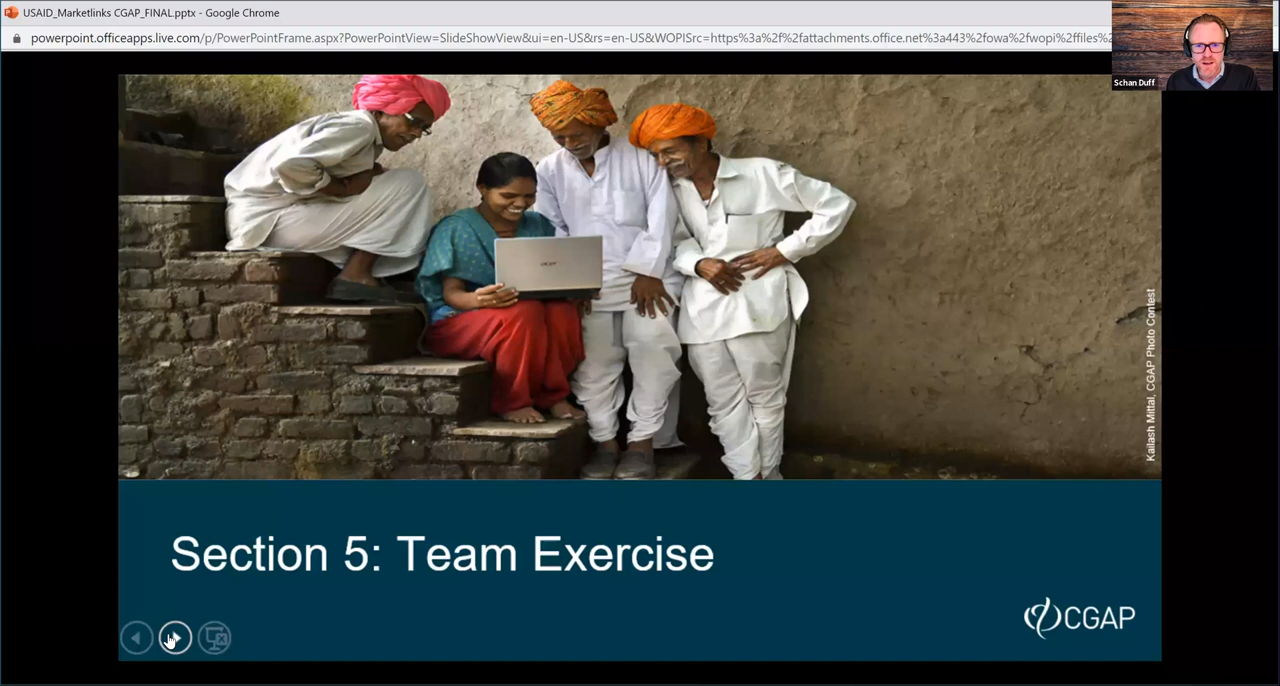 USAID_Marketlinks CGAP_FINAL.pptx - Google Chrome
powerpoint.officeapps.live.com/p/PowerPointFrame.aspx?PowerPointView=SlideShowView&ui=en-US&rs=en-US&WOPISrc=https%3a%2f%2fattachments.office.net%3a443%2fowa%2fwopi%2ffiles%2
Schan Duff
acer
Kailash Mittal, CGAP Photo Contest
Section 5: Team Exercise
CGAP